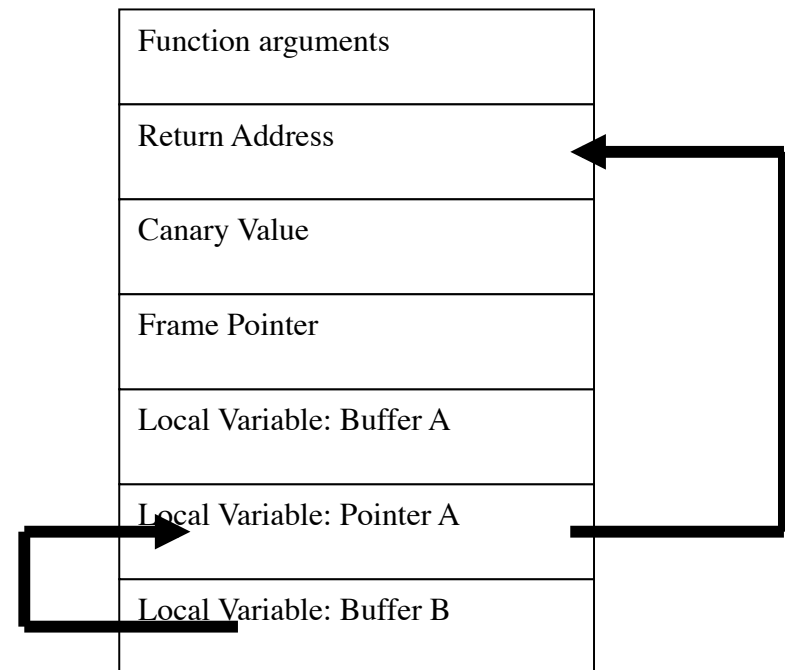 Function arguments
Return Address
Canary Value
Frame Pointer
Local Variable: Buffer A
Local Variable: Pointer A
Local Variable: Buffer B